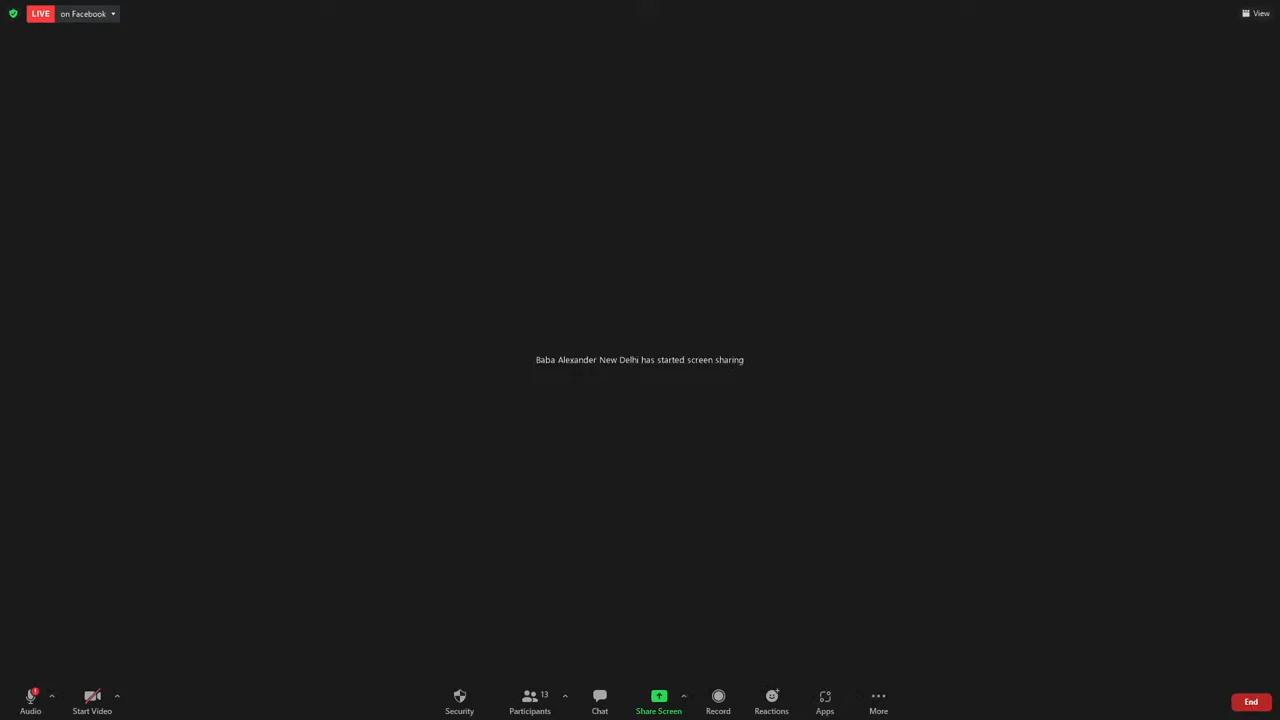 LIVE on Facebook
View
Baba Alexander New Delhi has started screen sharing
13
Audio Start Video Security Participants Chat Share Screen Record Reactions Apps More End